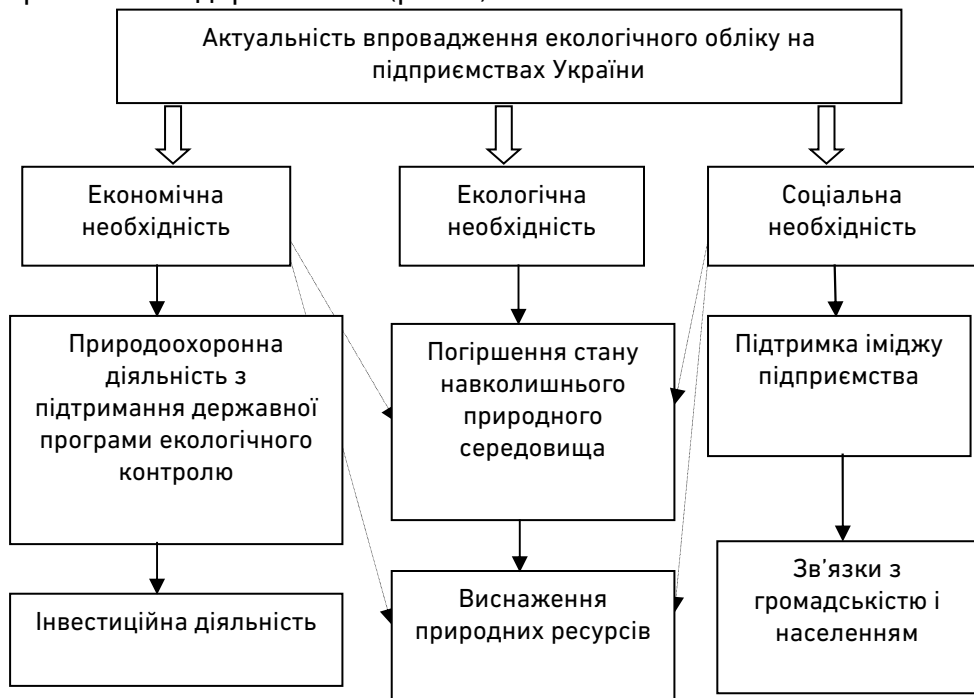 Актуальність впровадження екологічного обліку на
підприємствах України
Економічна
необхідність
Екологічна
необхідність
Соціальна
необхідність
Природоохоронна
діяльність з
підтримання державної
програми екологічного
контролю
Погіршення стану
навколишнього
природного
середовища
Підтримка іміджу
підприємства
Інвестиційна діяльність
Виснаження
природних ресурсів
Зв’язки з
громадськістю і
населенням